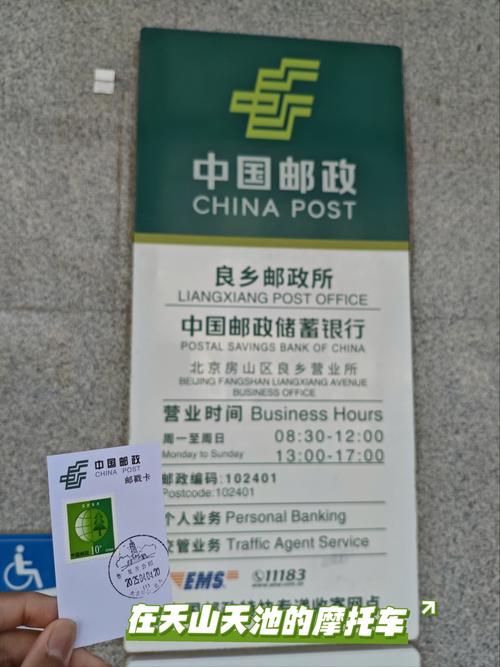 中国邮政
CHINA POST
良乡邮政所
LIANGXIANG POST OFFICE
中国邮政储蓄银行
POSTAL SAVINGS BANK OF CHINA
北京房山区良乡营业所
BEIJING FANGSHAN LIANGXIANG AVENUE
BUSINESS OFFICE
营业时间 Business Hours
周一至周日 08:30-12:00
Monday to Sunday 13:00-17:00
邮政编码:102401
Postcode:102401
个人业务 Personal Banking
交管业务 Traffic Agent Service
EMS 11183
中国邮政
CHINA POST
邮戳卡
10
2025.04.04.20
在天山天池的摩托车